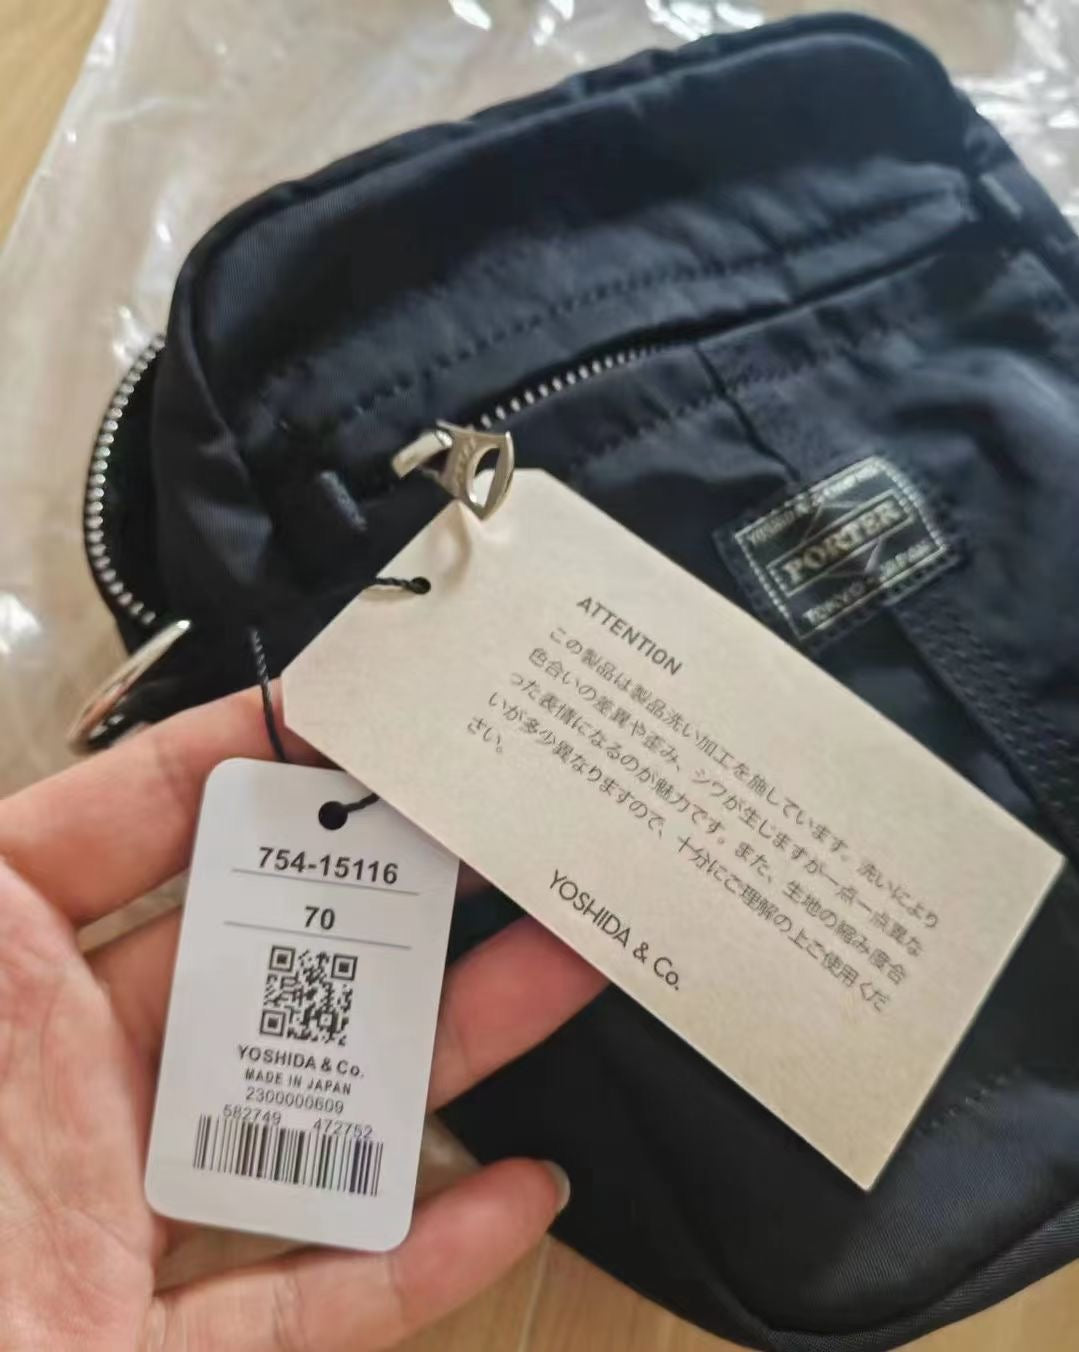 PORTER
TOKYO JAPAN
ATTENTION
この製品は製品洗い加工を施しています。洗いにより
色合いの差異や歪み、シワが生じますが一点一点異な
った表情になるのが魅力です。また、生地の縮み度合
いが多少異なりますので、十分にご理解の上ご使用くだ
さい。
YOSHIDA & Co.
754-15116
70
YOSHIDA & Co.
MADE IN JAPAN
2300000609
582749 472752